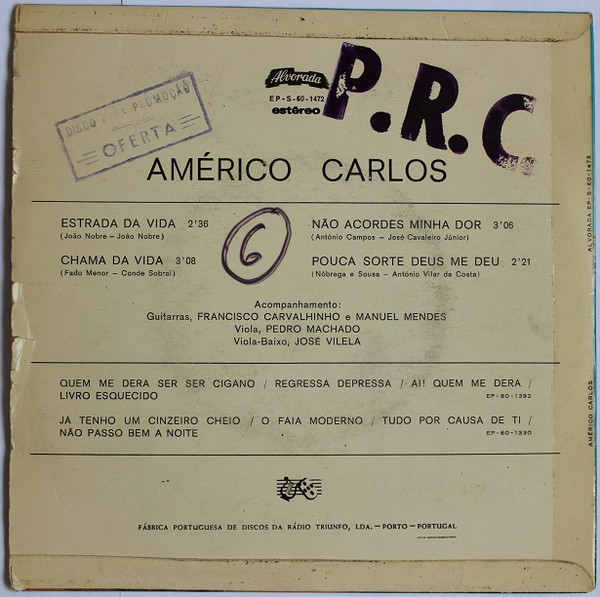 Alvorada
EP-S-60-1472
estéreo
P.R.C
DISCO PARA PROMOÇÃO
OFERTA
AMÉRICO CARLOS
ESTRADA DA VIDA 2'36
(João Nobre – João Nobre)
CHAMA DA VIDA 3'08
(Fado Menor – Conde Sobral)
6
NÃO ACORDES MINHA DOR 3'06
(António Campos – José Cavaleiro Júnior)
POUCA SORTE DEUS ME DEU 2'21
(Nóbrega e Sousa – António Vilar da Costa)
Acompanhamento:
Guitarras, FRANCISCO CARVALHINHO e MANUEL MENDES
Viola, PEDRO MACHADO
Viola-Baixo, JOSÉ VILELA
QUEM ME DERA SER SER CIGANO / REGRESSA DEPRESSA / AI! QUEM ME DERA /
LIVRO ESQUECIDO EP-60-1392
JÁ TENHO UM CINZEIRO CHEIO / O FAIA MODERNO / TUDO POR CAUSA DE TI /
NÃO PASSO BEM A NOITE EP-60-1330
FÁBRICA PORTUGUESA DE DISCOS DA RÁDIO TRIUNFO, LDA. – PORTO – PORTUGAL
ALVORADA EP-S-60-1472
AMÉRICO CARLOS